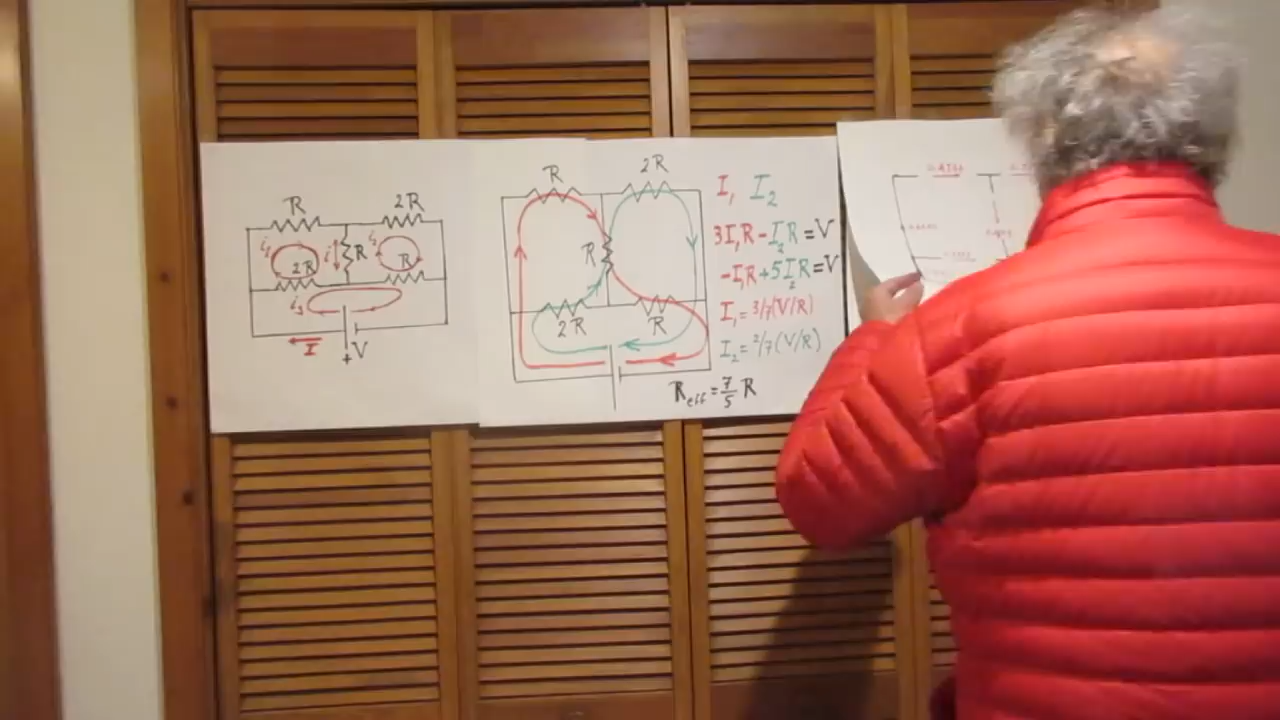 R 2R
i₁ i i₂
R
2R R
i₃
I
+V
R 2R
R
2R R
I₁ I₂
3I₁R-I₂R=V
-I₁R+5I₂R=V
I₁=3/7(V/R)
I₂=2/7(V/R)
R_eff=7/5 R